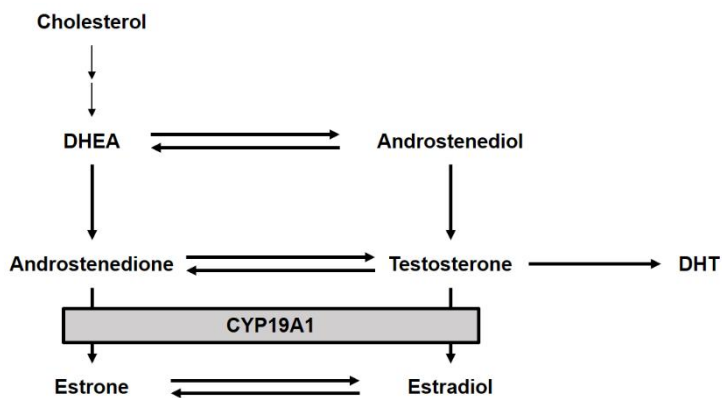 Cholesterol
DHEA
Androstenediol
Androstenedione
Testosterone
DHT
CYP19A1
Estrone
Estradiol